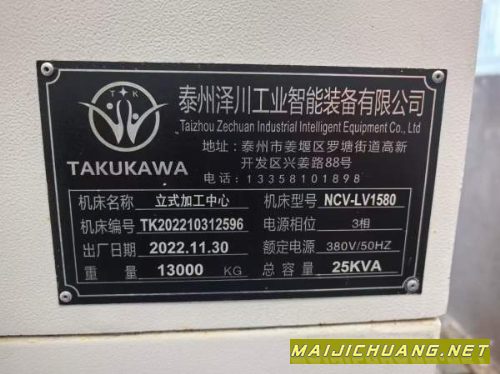 T K
TAKUKAWA
泰州泽川工业智能装备有限公司
Taizhou Zechuan Industrial Intelligent Equipment Co., Ltd
地址:泰州市姜堰区罗塘街道高新
开发区兴姜路88号
电话:13358101898
机床名称 立式加工中心 机床型号 NCV-LV1580
机床编号 TK202210312596 电源相位 3相
出厂日期 2022.11.30 额定电源 380V/50HZ
重量 13000 KG 总容量 25KVA
MAIJICHUANG.NET